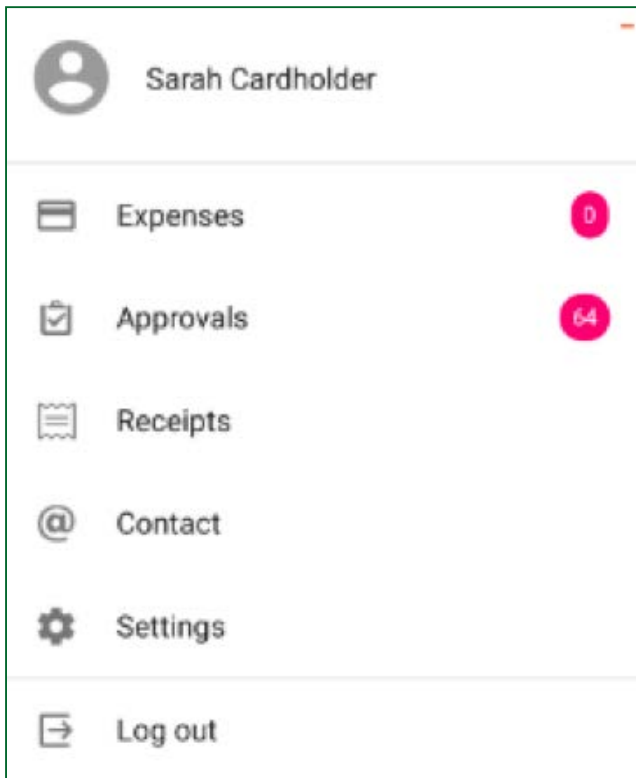 Sarah Cardholder
Expenses 0
Approvals 64
Receipts
@ Contact
Settings
Log out